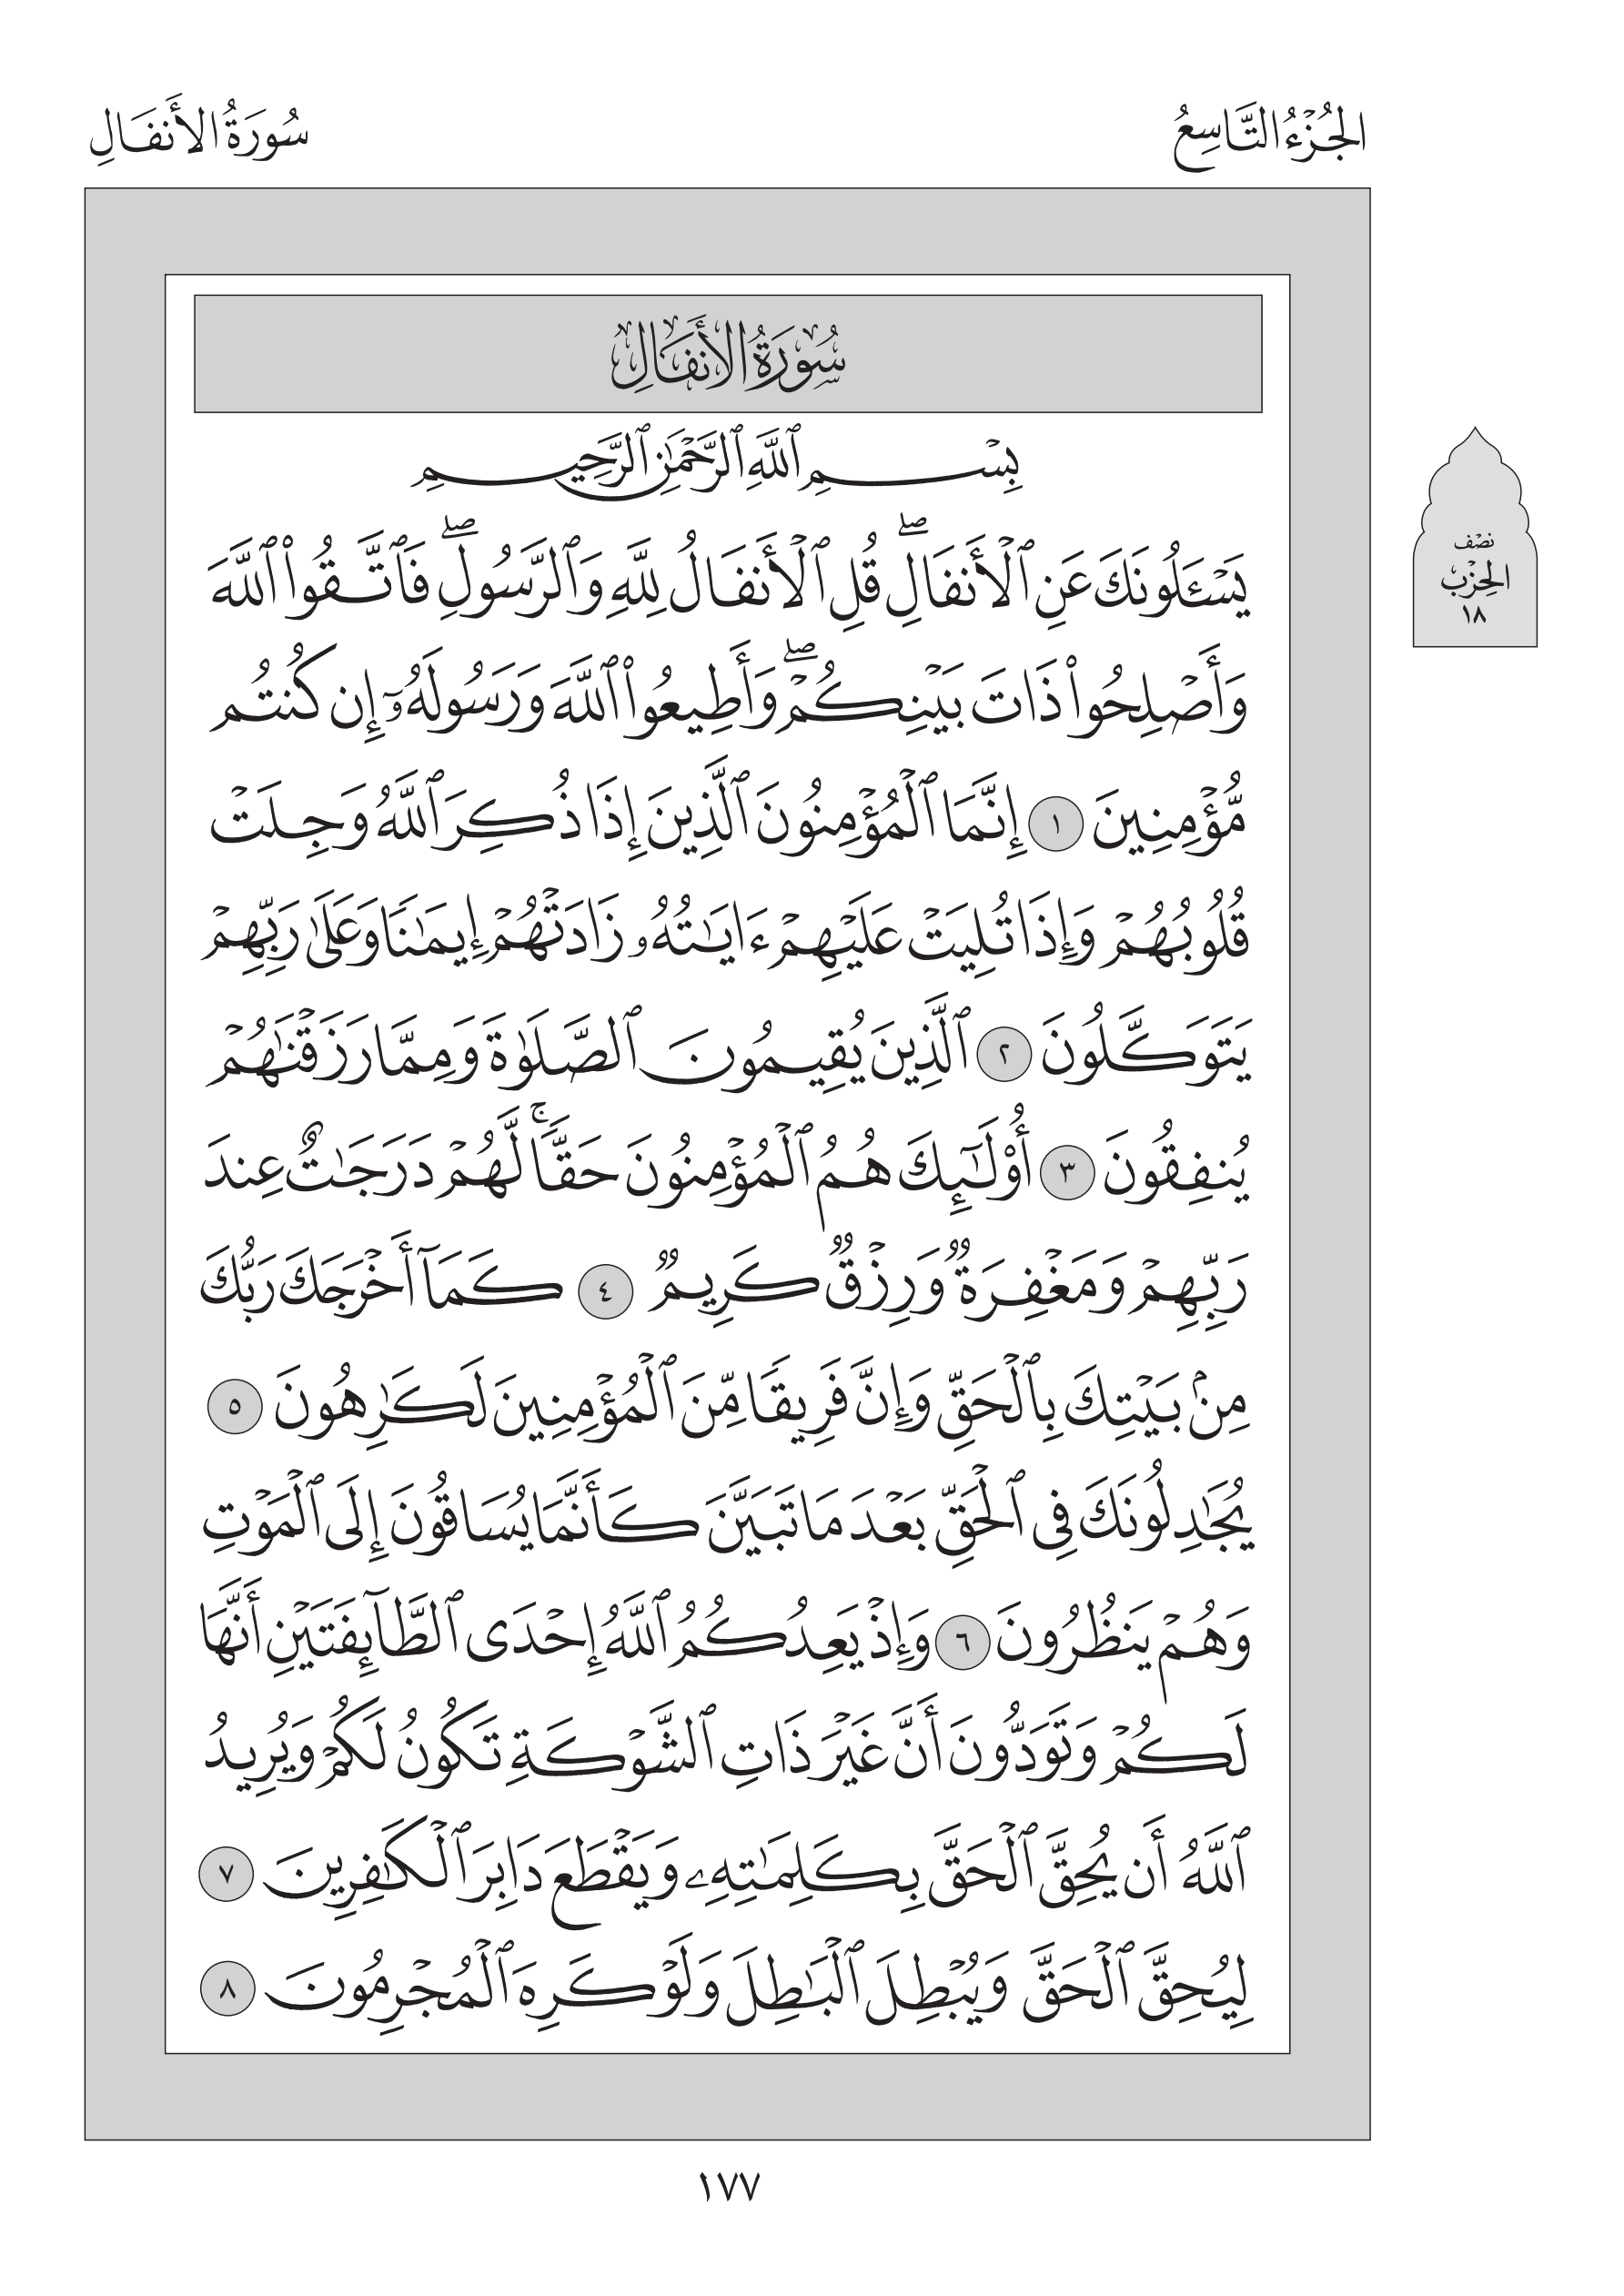 الجُزْءُ التَّاسِعُ
سُورَةُ الأَنفَالِ
نصف
الحِزْب
١٨
سُورَةُ الأَنفَالِ
بِسْمِ ٱللَّهِ ٱلرَّحْمَٰنِ ٱلرَّحِيمِ
يَسْـَٔلُونَكَ عَنِ ٱلْأَنفَالِۖ قُلِ ٱلْأَنفَالُ لِلَّهِ وَٱلرَّسُولِۖ فَٱتَّقُوا۟ ٱللَّهَ
وَأَصْلِحُوا۟ ذَاتَ بَيْنِكُمْۖ وَأَطِيعُوا۟ ٱللَّهَ وَرَسُولَهُۥٓ إِن كُنتُم
مُّؤْمِنِينَ ١ إِنَّمَا ٱلْمُؤْمِنُونَ ٱلَّذِينَ إِذَا ذُكِرَ ٱللَّهُ وَجِلَتْ
قُلُوبُهُمْ وَإِذَا تُلِيَتْ عَلَيْهِمْ ءَايَٰتُهُۥ زَادَتْهُمْ إِيمَٰنًا وَعَلَىٰ رَبِّهِمْ
يَتَوَكَّلُونَ ٢ ٱلَّذِينَ يُقِيمُونَ ٱلصَّلَوٰةَ وَمِمَّا رَزَقْنَٰهُمْ
يُنفِقُونَ ٣ أُو۟لَٰٓئِكَ هُمُ ٱلْمُؤْمِنُونَ حَقًّاۚ لَّهُمْ دَرَجَٰتٌ عِندَ
رَبِّهِمْ وَمَغْفِرَةٌ وَرِزْقٌ كَرِيمٌ ٤ كَمَآ أَخْرَجَكَ رَبُّكَ
مِنۢ بَيْتِكَ بِٱلْحَقِّ وَإِنَّ فَرِيقًا مِّنَ ٱلْمُؤْمِنِينَ لَكَٰرِهُونَ ٥
يُجَٰدِلُونَكَ فِى ٱلْحَقِّ بَعْدَ مَا تَبَيَّنَ كَأَنَّمَا يُسَاقُونَ إِلَى ٱلْمَوْتِ
وَهُمْ يَنظُرُونَ ٦ وَإِذْ يَعِدُكُمُ ٱللَّهُ إِحْدَى ٱلطَّآئِفَتَيْنِ أَنَّهَا
لَكُمْ وَتَوَدُّونَ أَنَّ غَيْرَ ذَاتِ ٱلشَّوْكَةِ تَكُونُ لَكُمْ وَيُرِيدُ
ٱللَّهُ أَن يُحِقَّ ٱلْحَقَّ بِكَلِمَٰتِهِۦ وَيَقْطَعَ دَابِرَ ٱلْكَٰفِرِينَ ٧
لِيُحِقَّ ٱلْحَقَّ وَيُبْطِلَ ٱلْبَٰطِلَ وَلَوْ كَرِهَ ٱلْمُجْرِمُونَ ٨
١٧٧